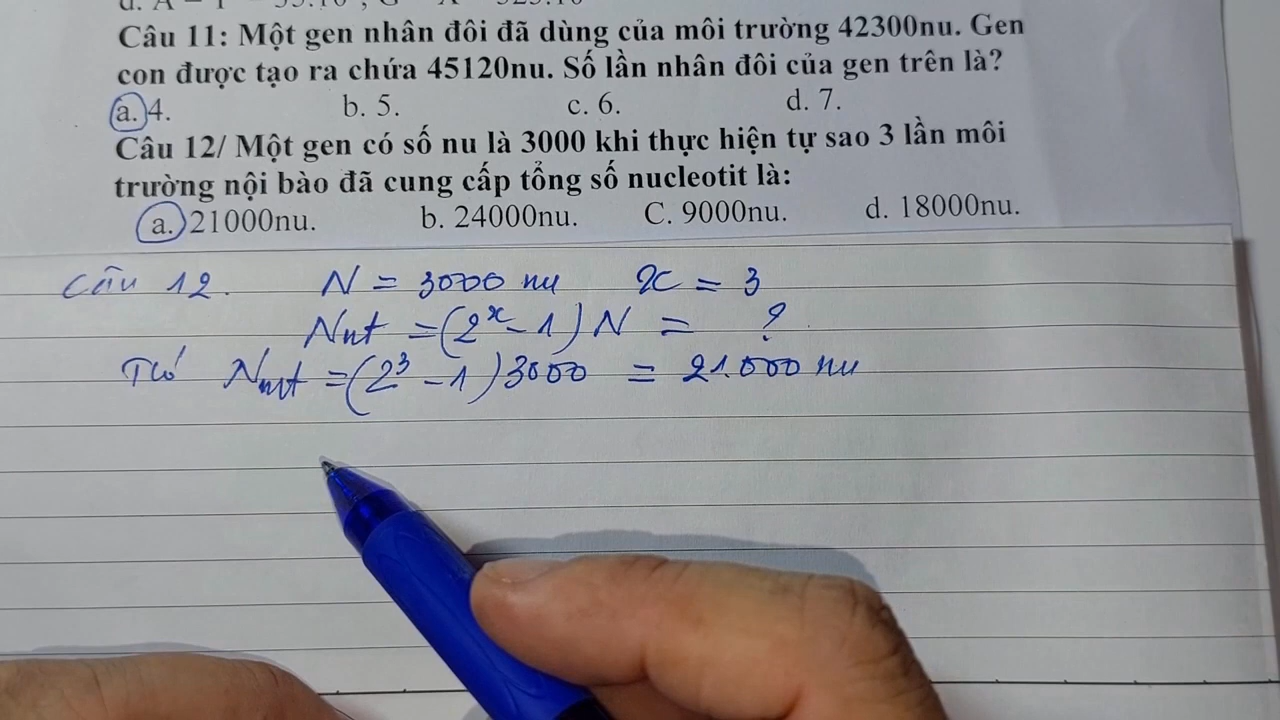 Câu 11: Một gen nhân đôi đã dùng của môi trường 42300nu. Gen
con được tạo ra chứa 45120nu. Số lần nhân đôi của gen trên là?
a. 4. b. 5. c. 6. d. 7.
Câu 12/ Một gen có số nu là 3000 khi thực hiện tự sao 3 lần môi
trường nội bào đã cung cấp tổng số nucleotit là:
a. 21000nu. b. 24000nu. C. 9000nu. d. 18000nu.
Câu 12. N = 3000 nu x = 3
Nmt = (2^x - 1) N = ?
Nmt = (2^3 - 1) 3000 = 21.000 nu